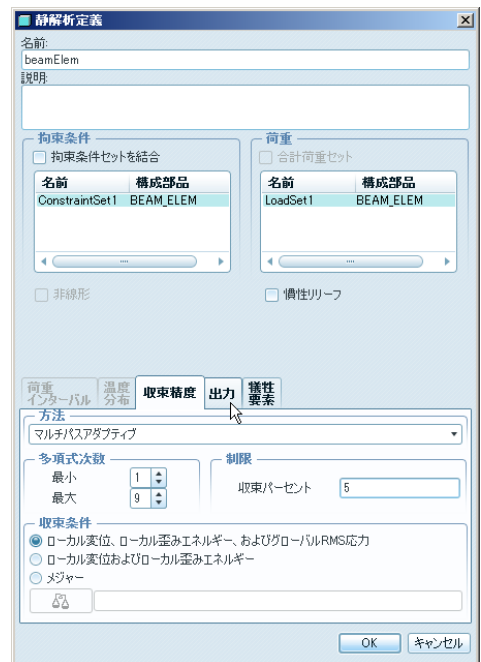 静解析定義
名前:
beamElem
説明:
拘束条件
拘束条件セットを結合
名前 構成部品
ConstraintSet1 BEAM_ELEM
荷重
合計荷重セット
名前 構成部品
LoadSet1 BEAM_ELEM
非線形
慣性リリーフ
荷重
インターバル
温度
分布
収束精度
出力
犠牲
要素
方法
マルチパスアダプティブ
多項式次数
最小 1
最大 9
制限
収束パーセント 5
収束条件
ローカル変位、ローカル歪みエネルギー、およびグローバルRMS応力
ローカル変位およびローカル歪みエネルギー
メジャー
OK キャンセル